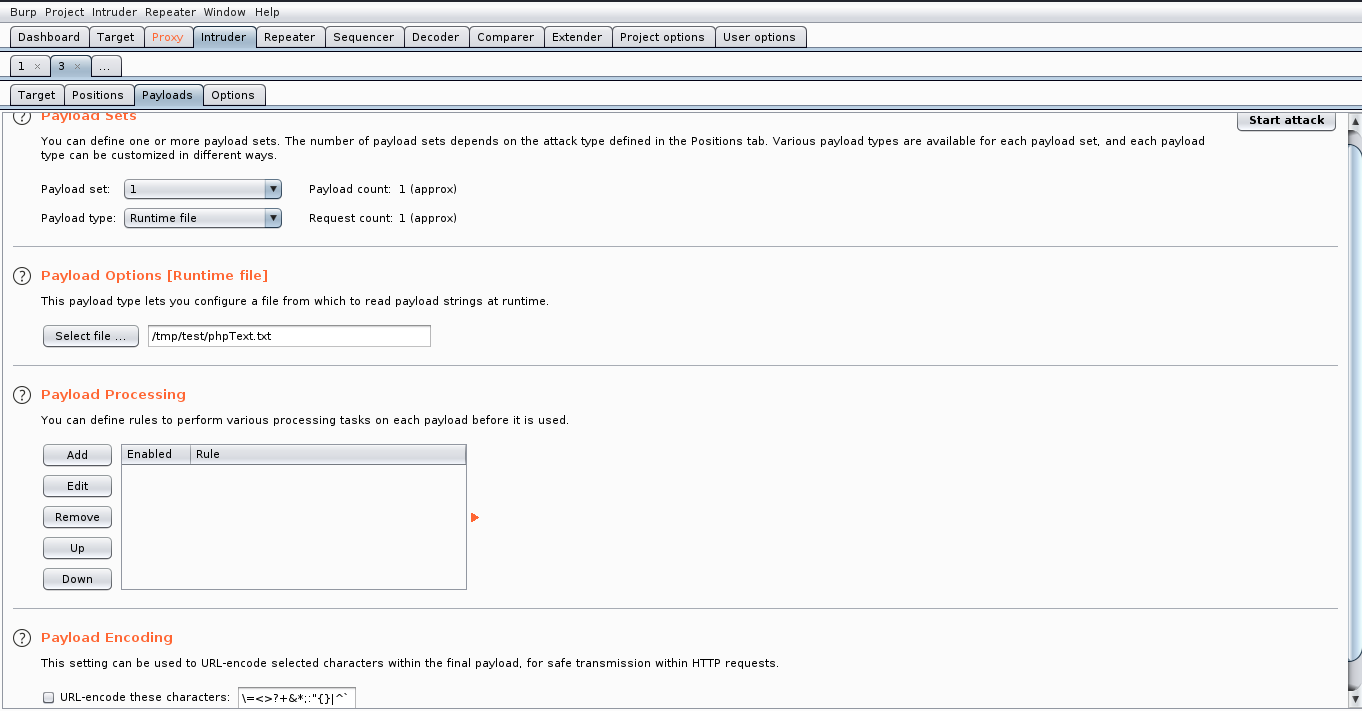 Burp Project Intruder Repeater Window Help
Dashboard Target Proxy Intruder Repeater Sequencer Decoder Comparer Extender Project options User options
1 × 3 × ...
Target Positions Payloads Options
? Payload Sets Start attack
You can define one or more payload sets. The number of payload sets depends on the attack type defined in the Positions tab. Various payload types are available for each payload set, and each payload
type can be customized in different ways.
Payload set: 1 Payload count: 1 (approx)
Payload type: Runtime file Request count: 1 (approx)
? Payload Options [Runtime file]
This payload type lets you configure a file from which to read payload strings at runtime.
Select file ... /tmp/test/phpText.txt
? Payload Processing
You can define rules to perform various processing tasks on each payload before it is used.
Add Enabled Rule
Edit
Remove
Up
Down
? Payload Encoding
This setting can be used to URL-encode selected characters within the final payload, for safe transmission within HTTP requests.
URL-encode these characters: \=<>?+&*;:"{}|^`